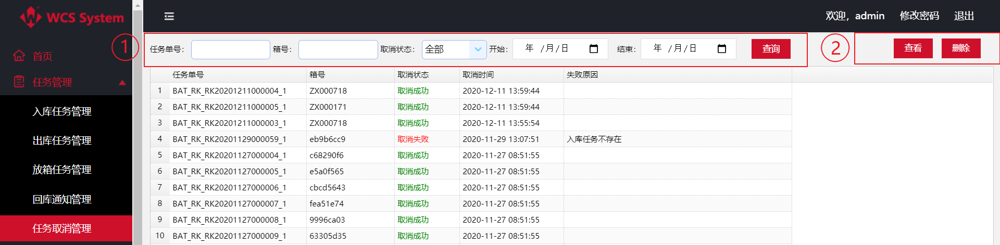 WCS System
欢迎，admin 修改密码 退出
1
任务单号： 箱号： 取消状态： 全部 开始： 年 /月/日 结束： 年 /月/日 查询
2
查看 删除
首页
任务管理
入库任务管理
出库任务管理
放箱任务管理
回库通知管理
任务取消管理
任务单号 箱号 取消状态 取消时间 失败原因
1 BAT_RK_RK20201211000004_1 ZX000718 取消成功 2020-12-11 13:59:44
2 BAT_RK_RK20201211000005_1 ZX000171 取消成功 2020-12-11 13:59:44
3 BAT_RK_RK20201211000003_1 ZX000718 取消成功 2020-12-11 13:55:54
4 BAT_RK_RK20201129000059_1 eb9b6cc9 取消失败 2020-11-29 13:07:51 入库任务不存在
5 BAT_RK_RK20201127000004_1 c68290f6 取消成功 2020-11-27 08:51:55
6 BAT_RK_RK20201127000005_1 e5a0f565 取消成功 2020-11-27 08:51:55
7 BAT_RK_RK20201127000006_1 cbcd5643 取消成功 2020-11-27 08:51:55
8 BAT_RK_RK20201127000007_1 fea51e74 取消成功 2020-11-27 08:51:55
9 BAT_RK_RK20201127000008_1 9996ca03 取消成功 2020-11-27 08:51:55
10 BAT_RK_RK20201127000009_1 63305d35 取消成功 2020-11-27 08:51:55